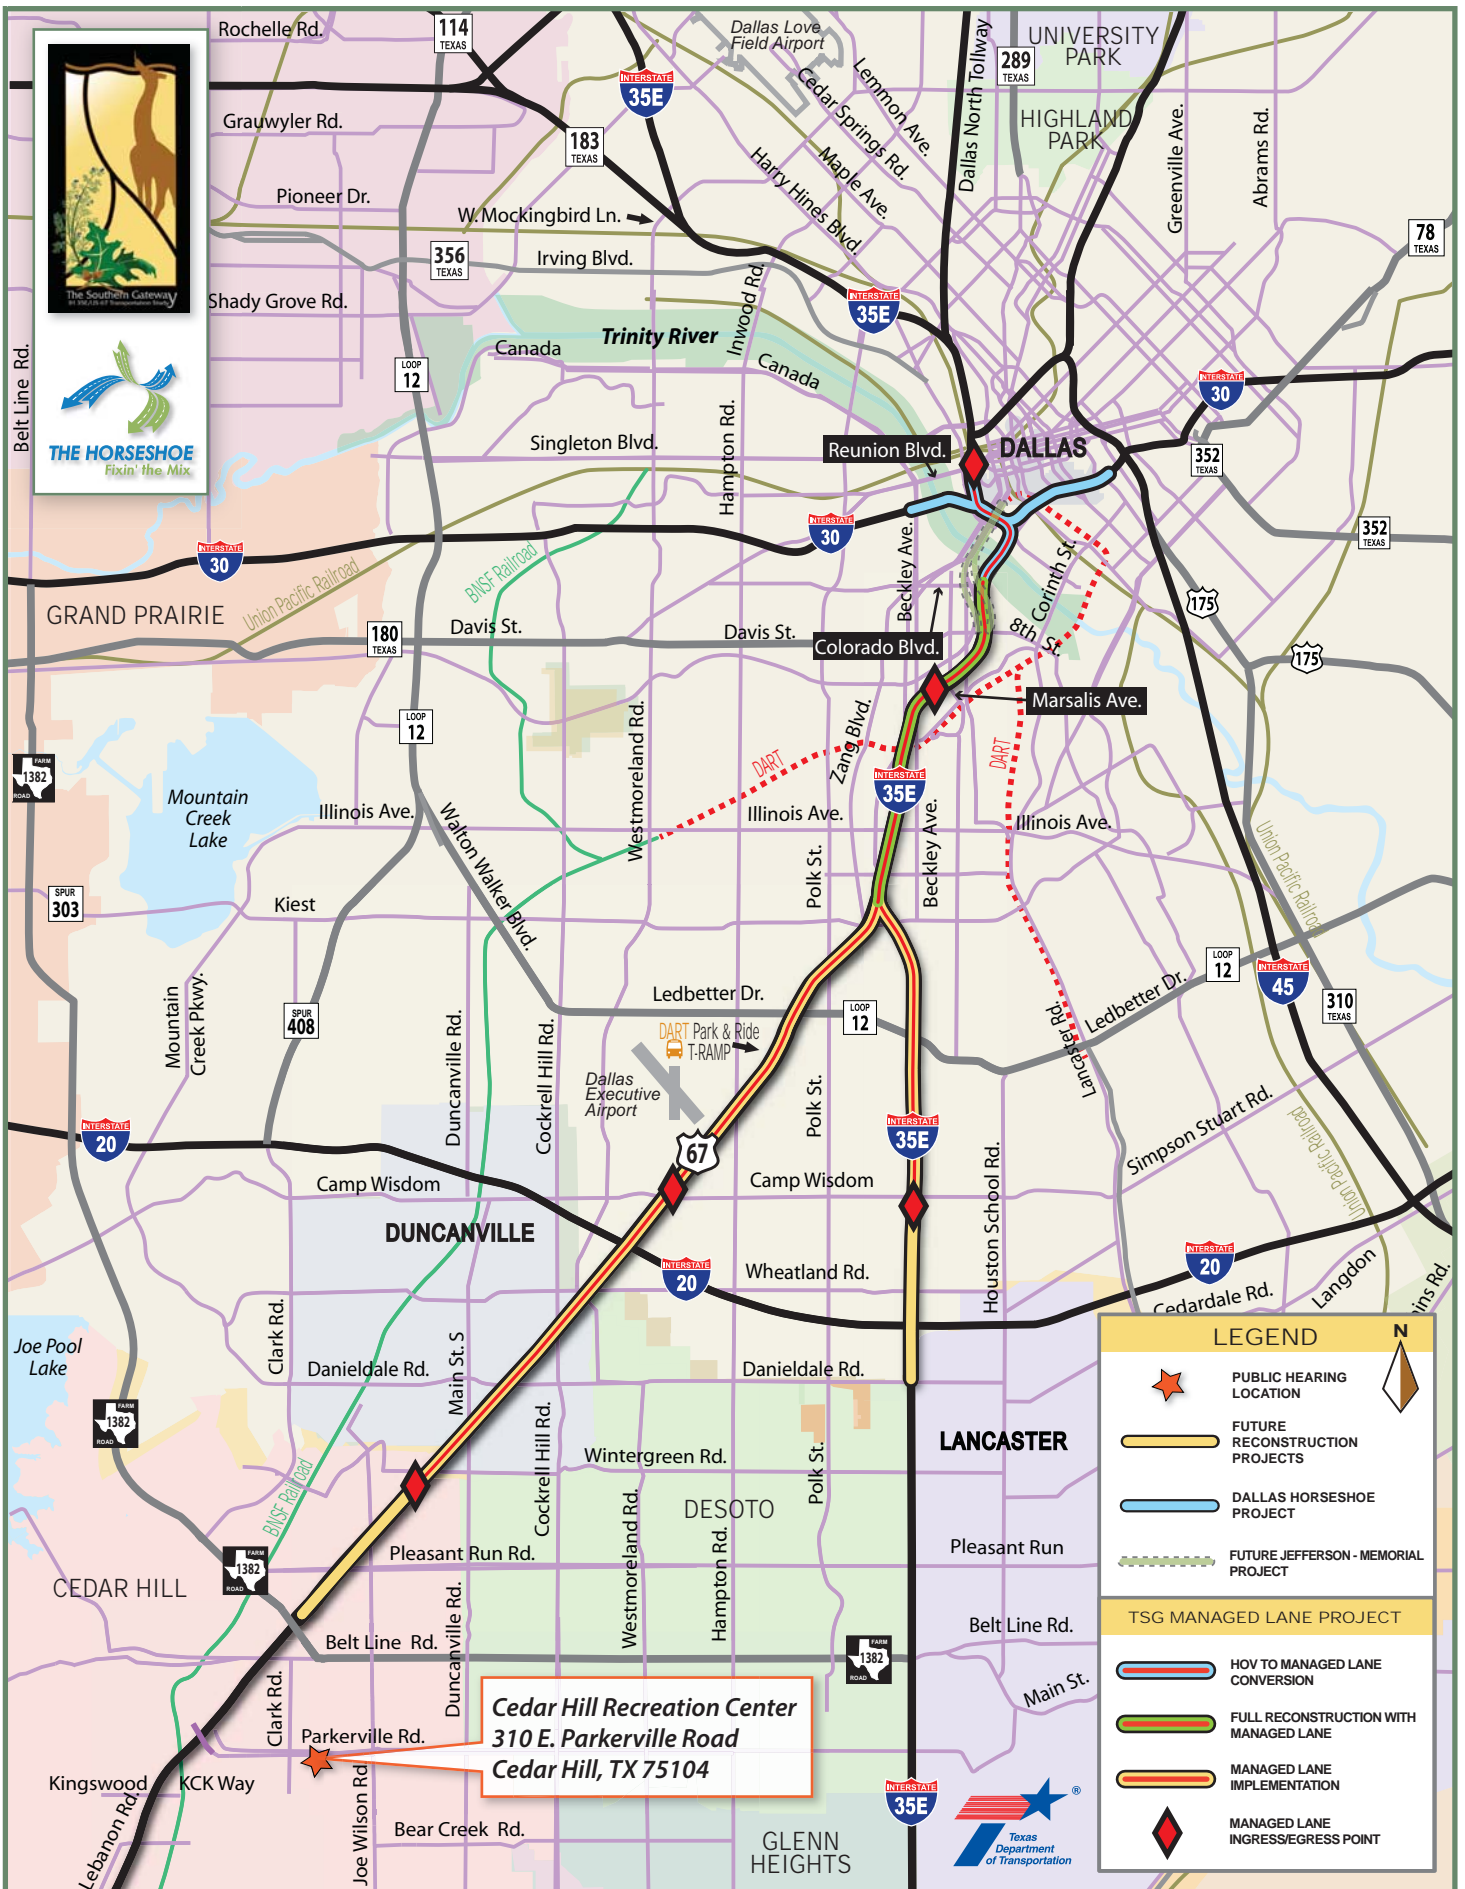 Rochelle Rd.
114
TEXAS
Dallas Love
Field Airport
Dallas North Tollway
289
TEXAS
UNIVERSITY
PARK
INTERSTATE
35E
Cedar Springs Rd.
Lemmon Ave.
Grauwyler Rd.
183
TEXAS
HIGHLAND
PARK
Greenville Ave.
Abrams Rd.
Harry Hines Blvd.
Maple Ave.
Pioneer Dr.
W. Mockingbird Ln.
356
TEXAS
Irving Blvd.
78
TEXAS
The Southern Gateway
Shady Grove Rd.
INTERSTATE
35E
Inwood Rd.
Trinity River
Canada
Canada
Belt Line Rd.
LOOP
12
INTERSTATE
30
THE HORSESHOE
Fixin' the Mix
Singleton Blvd.
Hampton Rd.
Reunion Blvd.
DALLAS
352
TEXAS
INTERSTATE
30
352
TEXAS
INTERSTATE
30
BNSF Railroad
Union Pacific Railroad
GRAND PRAIRIE
Beckley Ave.
Corinth St.
175
180
TEXAS
Davis St.
Davis St.
8th St.
Colorado Blvd.
175
Marsalis Ave.
LOOP
12
Westmoreland Rd.
Zang Blvd.
DART
DART
FARM
1382
ROAD
Mountain
Creek
Lake
INTERSTATE
35E
Illinois Ave.
Walton Walker Blvd.
Illinois Ave.
Illinois Ave.
Union Pacific Railroad
SPUR
303
Kiest
Polk St.
Beckley Ave.
LOOP
12
INTERSTATE
45
Mountain
Creek Pkwy.
Ledbetter Dr.
Ledbetter Dr.
310
TEXAS
SPUR
408
LOOP
12
DART Park & Ride
T-RAMP
Lancaster Rd.
Duncanville Rd.
Cockrell Hill Rd.
Dallas
Executive
Airport
Polk St.
INTERSTATE
20
INTERSTATE
35E
Simpson Stuart Rd.
Union Pacific Railroad
67
Camp Wisdom
Camp Wisdom
Houston School Rd.
DUNCANVILLE
INTERSTATE
20
Wheatland Rd.
INTERSTATE
20
Langdon
Cedardale Rd.
Joe Pool
Lake
Clark Rd.
Main St. S
Danieldale Rd.
Danieldale Rd.
FARM
1382
ROAD
Cockrell Hill Rd.
LANCASTER
Wintergreen Rd.
Polk St.
BNSF Railroad
Westmoreland Rd.
DESOTO
Hampton Rd.
Pleasant Run Rd.
Pleasant Run
FARM
1382
ROAD
CEDAR HILL
Duncanville Rd.
Belt Line Rd.
Belt Line Rd.
FARM
1382
ROAD
Clark Rd.
Main St.
Cedar Hill Recreation Center
310 E. Parkerville Road
Cedar Hill, TX 75104
Parkerville Rd.
Kingswood
KCK Way
Joe Wilson Rd.
Lebanon Rd.
INTERSTATE
35E
Bear Creek Rd.
GLENN
HEIGHTS
Texas
Department
of Transportation
®
LEGEND
N
PUBLIC HEARING
LOCATION
FUTURE
RECONSTRUCTION
PROJECTS
DALLAS HORSESHOE
PROJECT
FUTURE JEFFERSON - MEMORIAL
PROJECT
TSG MANAGED LANE PROJECT
HOV TO MANAGED LANE
CONVERSION
FULL RECONSTRUCTION WITH
MANAGED LANE
MANAGED LANE
IMPLEMENTATION
MANAGED LANE
INGRESS/EGRESS POINT